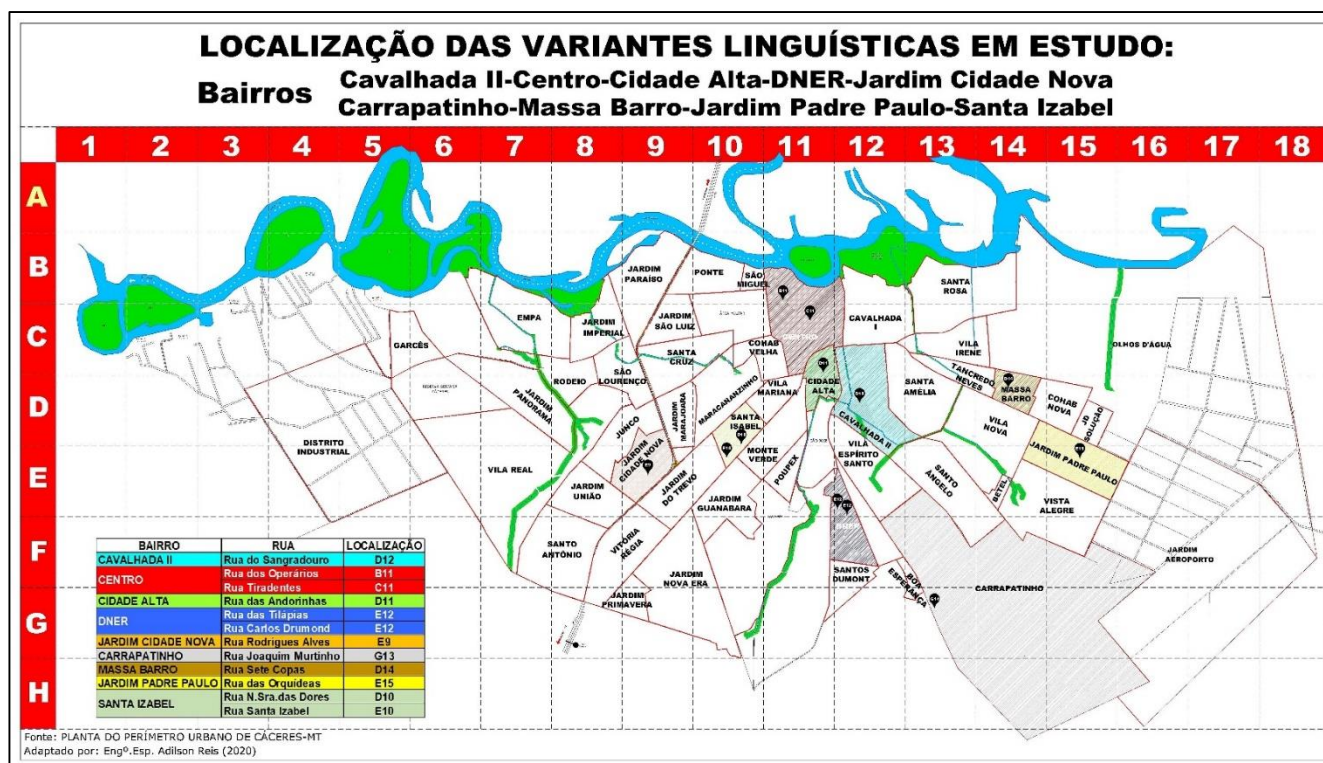 LOCALIZAÇÃO DAS VARIANTES LINGUÍSTICAS EM ESTUDO:
Bairros
Cavalhada II-Centro-Cidade Alta-DNER-Jardim Cidade Nova
Carrapatinho-Massa Barro-Jardim Padre Paulo-Santa Izabel
1 2 3 4 5 6 7 8 9 10 11 12 13 14 15 16 17 18
A
B
C
D
E
F
G
H
JARDIM PARAÍSO
PONTE
SÃO MIGUEL
SANTA ROSA
EMPA
JARDIM IMPERIAL
JARDIM SÃO LUIZ
CENTRO
CAVALHADA I
GARCÊS
SANTA CRUZ
COHAB VELHA
VILA IRENE
OLHOS D'ÁGUA
RODEIO
SÃO LOURENÇO
MARACANANZINHO
VILA MARIANA
CIDADE ALTA
SANTA AMÉLIA
TANCREDO NEVES
MASSA BARRO
COHAB NOVA
JD SOLUÇÃO
JARDIM PANORAMA
JUNCO
JARDIM MARAJOARA
SANTA ISABEL
CAVALHADA II
VILA NOVA
DISTRITO INDUSTRIAL
VILA REAL
JARDIM CIDADE NOVA
MONTE VERDE
VILA ESPÍRITO SANTO
JARDIM PADRE PAULO
JARDIM UNIÃO
JARDIM DO TREVO
JARDIM GUANABARA
POUPEX
SANTO ANGELO
BETEL
VISTA ALEGRE
SANTO ANTÔNIO
VITÓRIA RÉGIA
JARDIM NOVA ERA
DNER
SANTOS DUMONT
BOA ESPERANÇA
CARRAPATINHO
JARDIM AEROPORTO
JARDIM PRIMAVERA
BAIRRO RUA LOCALIZAÇÃO
CAVALHADA II Rua do Sangradouro D12
CENTRO Rua dos Operários B11
Rua Tiradentes C11
CIDADE ALTA Rua das Andorinhas D11
DNER Rua das Tilápias E12
Rua Carlos Drumond E12
JARDIM CIDADE NOVA Rua Rodrigues Alves E9
CARRAPATINHO Rua Joaquim Murtinho G13
MASSA BARRO Rua Sete Copas D14
JARDIM PADRE PAULO Rua das Orquídeas E15
SANTA IZABEL Rua N.Sra.das Dores D10
Rua Santa Izabel E10
Fonte: PLANTA DO PERÍMETRO URBANO DE CÁCERES-MT
Adaptado por: Engº.Esp. Adilson Reis (2020)